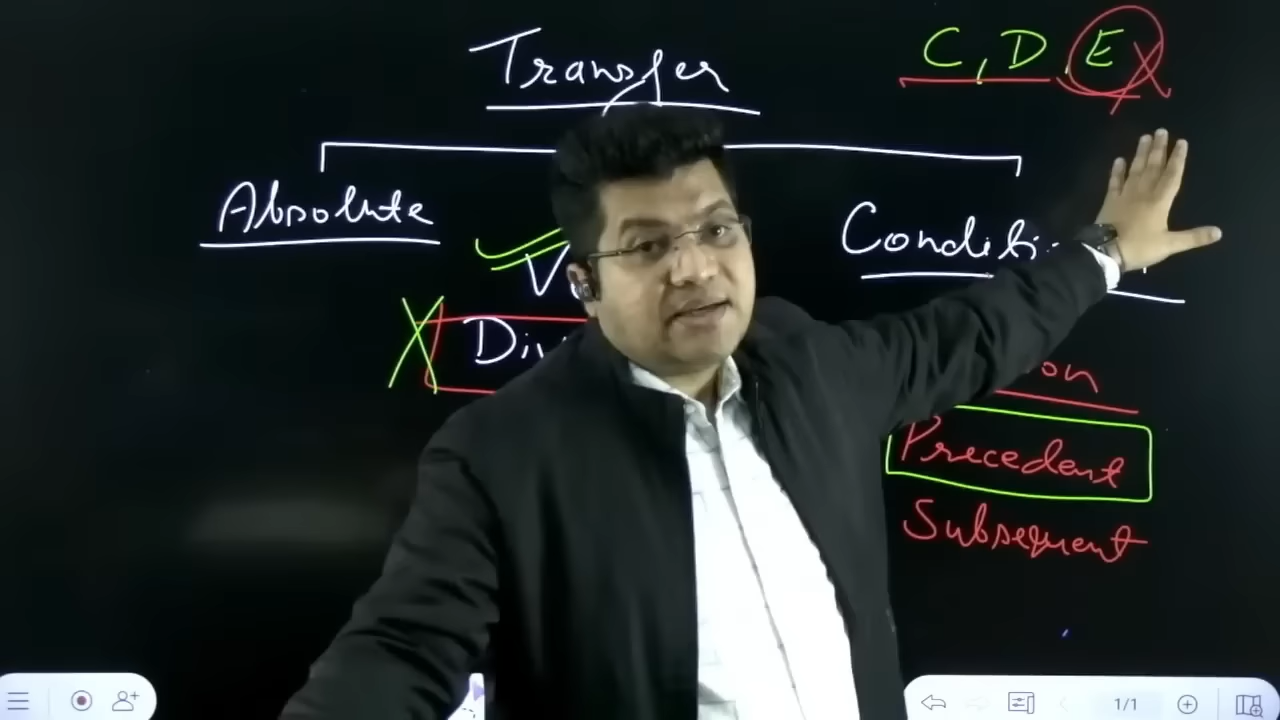 Transfer
C, D, E X
Absolute
Conditi
V
X Div
on
Precedent
Subsequent
1/1